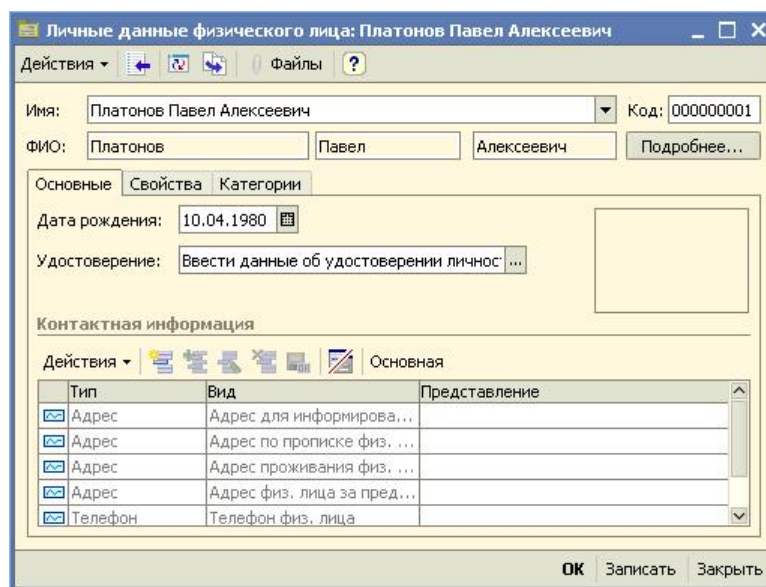 Личные данные физического лица: Платонов Павел Алексеевич
Действия Файлы ?
Имя: Платонов Павел Алексеевич Код: 000000001
ФИО: Платонов Павел Алексеевич Подробнее...
Основные Свойства Категории
Дата рождения: 10.04.1980
Удостоверение: Ввести данные об удостоверении личнос ...
Контактная информация
Действия Основная
Тип Вид Представление
Адрес Адрес для информирова...
Адрес Адрес по прописке физ. ...
Адрес Адрес проживания физ. ...
Адрес Адрес физ. лица за пред...
Телефон Телефон физ. лица
OK Записать Закрыть